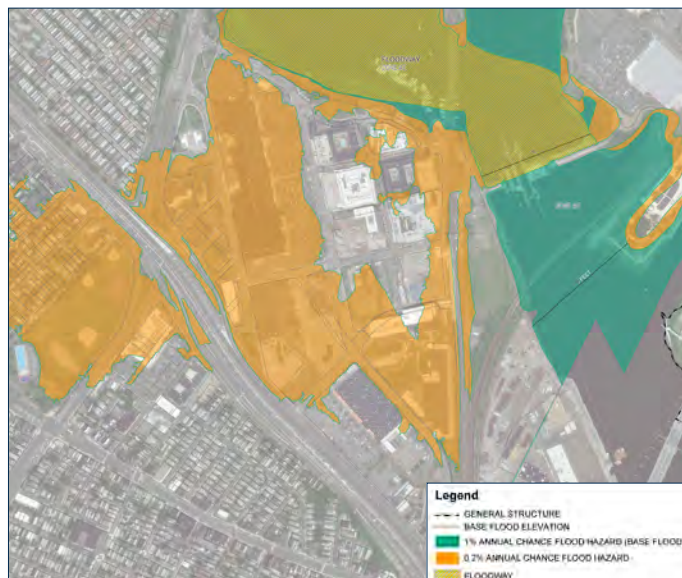 FLOODWAY
Legend
GENERAL STRUCTURE
BASE FLOOD ELEVATION
1% ANNUAL CHANCE FLOOD HAZARD (BASE FLOOD
0.2% ANNUAL CHANCE FLOOD HAZARD
FLOODWAY